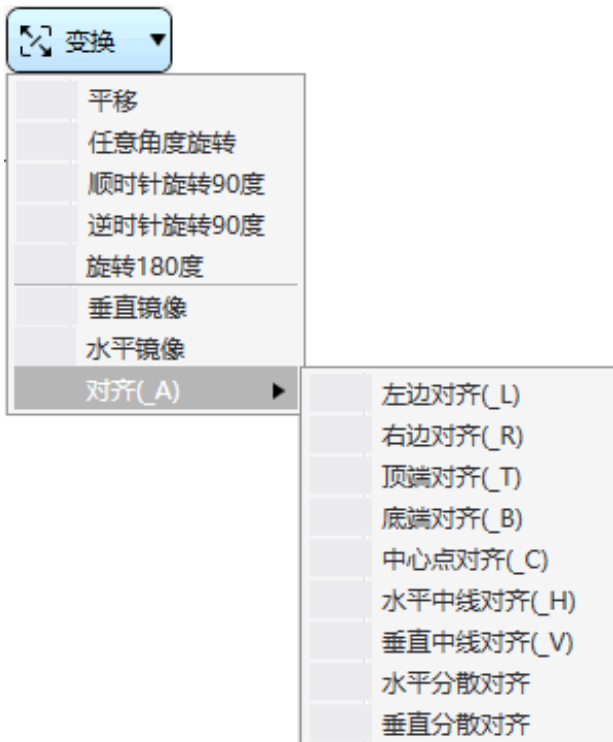 变换
平移
任意角度旋转
顺时针旋转90度
逆时针旋转90度
旋转180度
垂直镜像
水平镜像
对齐(_A)
左边对齐(_L)
右边对齐(_R)
顶端对齐(_T)
底端对齐(_B)
中心点对齐(_C)
水平中线对齐(_H)
垂直中线对齐(_V)
水平分散对齐
垂直分散对齐